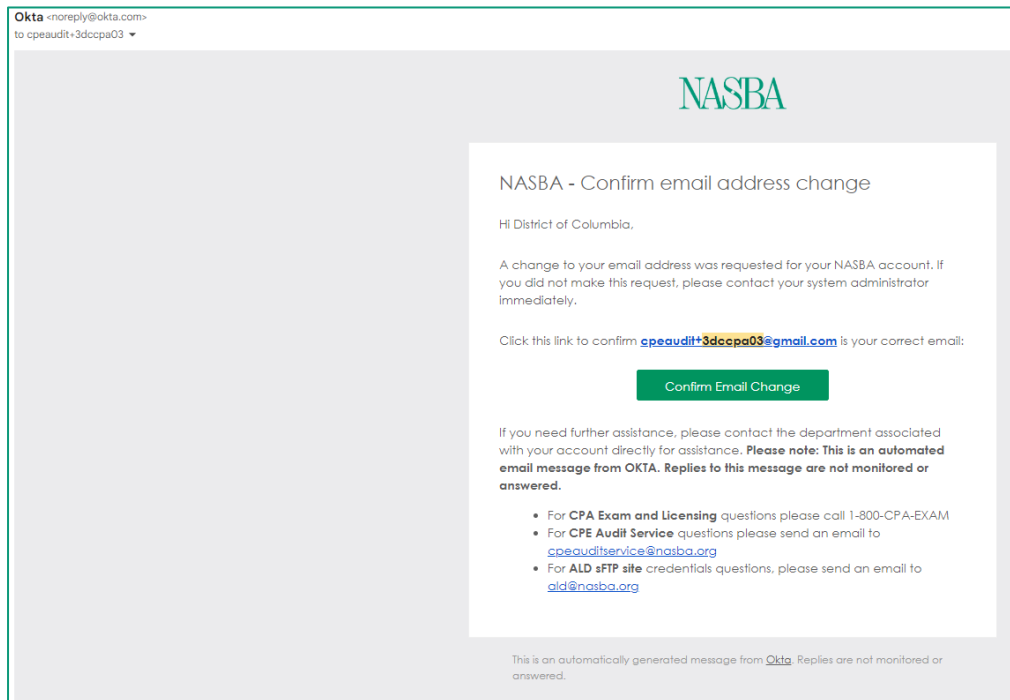 Okta <noreply@okta.com>
to cpeaudit+3dccpa03
NASBA
NASBA - Confirm email address change
Hi District of Columbia,
A change to your email address was requested for your NASBA account. If
you did not make this request, please contact your system administrator
immediately.
Click this link to confirm cpeaudit+3dccpa03@gmail.com is your correct email:
Confirm Email Change
If you need further assistance, please contact the department associated
with your account directly for assistance. Please note: This is an automated
email message from OKTA. Replies to this message are not monitored or
answered.
• For CPA Exam and Licensing questions please call 1-800-CPA-EXAM
• For CPE Audit Service questions please send an email to
cpeauditservice@nasba.org
• For ALD sFTP site credentials questions, please send an email to
ald@nasba.org
This is an automatically generated message from Okta. Replies are not monitored or
answered.